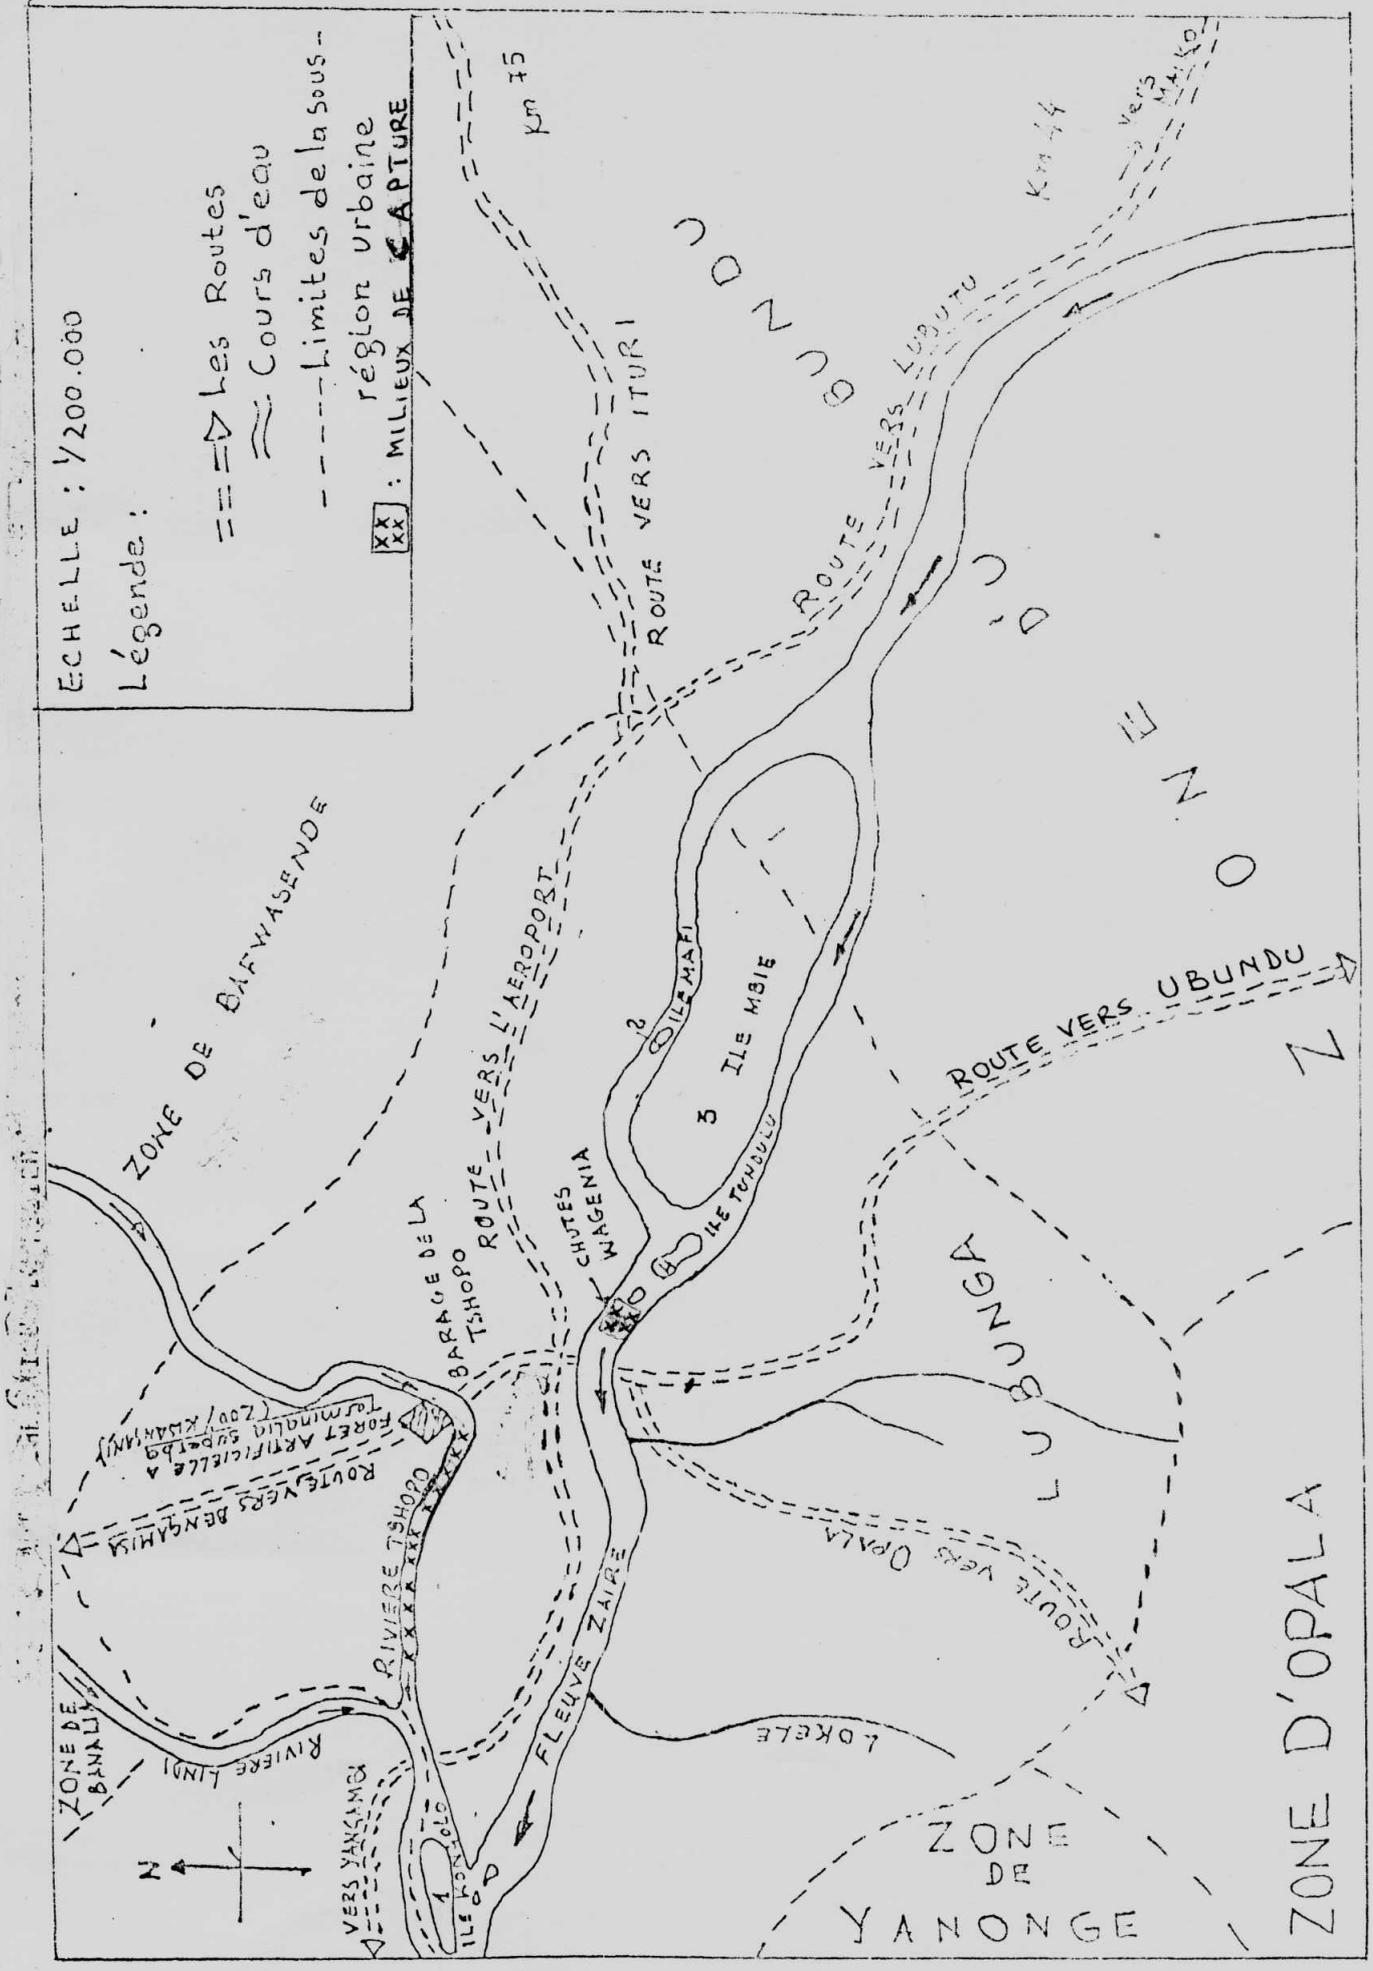 ECHELLE : 1/200.000
Légende :
Les Routes
Cours d'eau
Limites de la sous-
région urbaine
xx
xx : MILIEUX DE CAPTURE
Km 75
Km 44
vers
MAIKO
ROUTE VERS ITURI
ROUTE VERS LUBUTU
ZONE DE BAFWASENDE
ROUTE VERS L'AEROPORT
BARAGE DE LA
TSHOPO
CHUTES
WAGENIA
2
ILE MAFI
3
ILE MBIE
4
ILE TUNDULU
ROUTE VERS UBUNDU
ZONE
D'U
BUNDU
FORET ARTIFICIELLE A
Terminalia superba
(ZOO/KISANGANI)
ROUTE VERS BENGAMISA
RIVIERE TSHOPO
RIVIERE LINDI
ZONE DE
BANALIA
N
VERS YANGAMBI
1
ILE KONGOLO
FLEUVE ZAIRE
LOKELE
LUBUNGA
ROUTE VERS OPALA
ZONE
DE
YANONGE
ZONE D'OPALA